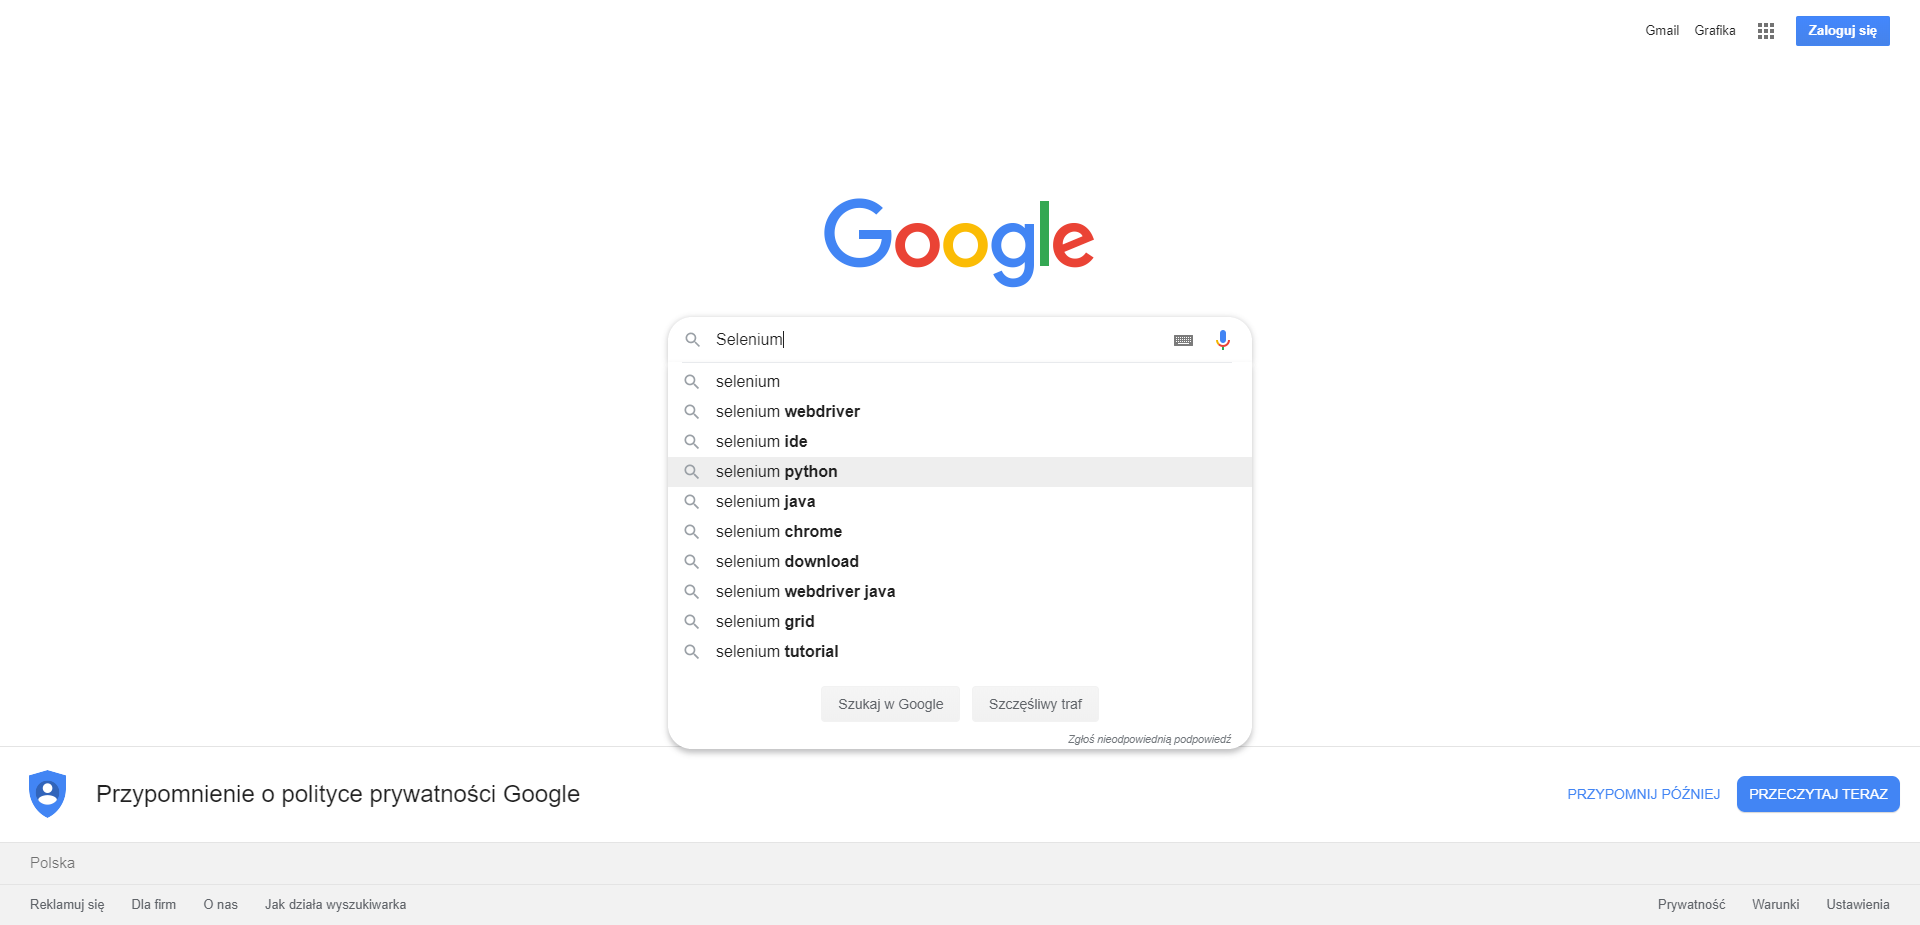 Gmail Grafika Zaloguj się
Google
Selenium
selenium
selenium webdriver
selenium ide
selenium python
selenium java
selenium chrome
selenium download
selenium webdriver java
selenium grid
selenium tutorial
Szukaj w Google Szczęśliwy traf
Zgłoś nieodpowiednią podpowiedź
Przypomnienie o polityce prywatności Google PRZYPOMNIJ PÓŹNIEJ PRZECZYTAJ TERAZ
Polska
Reklamuj się Dla firm O nas Jak działa wyszukiwarka Prywatność Warunki Ustawienia